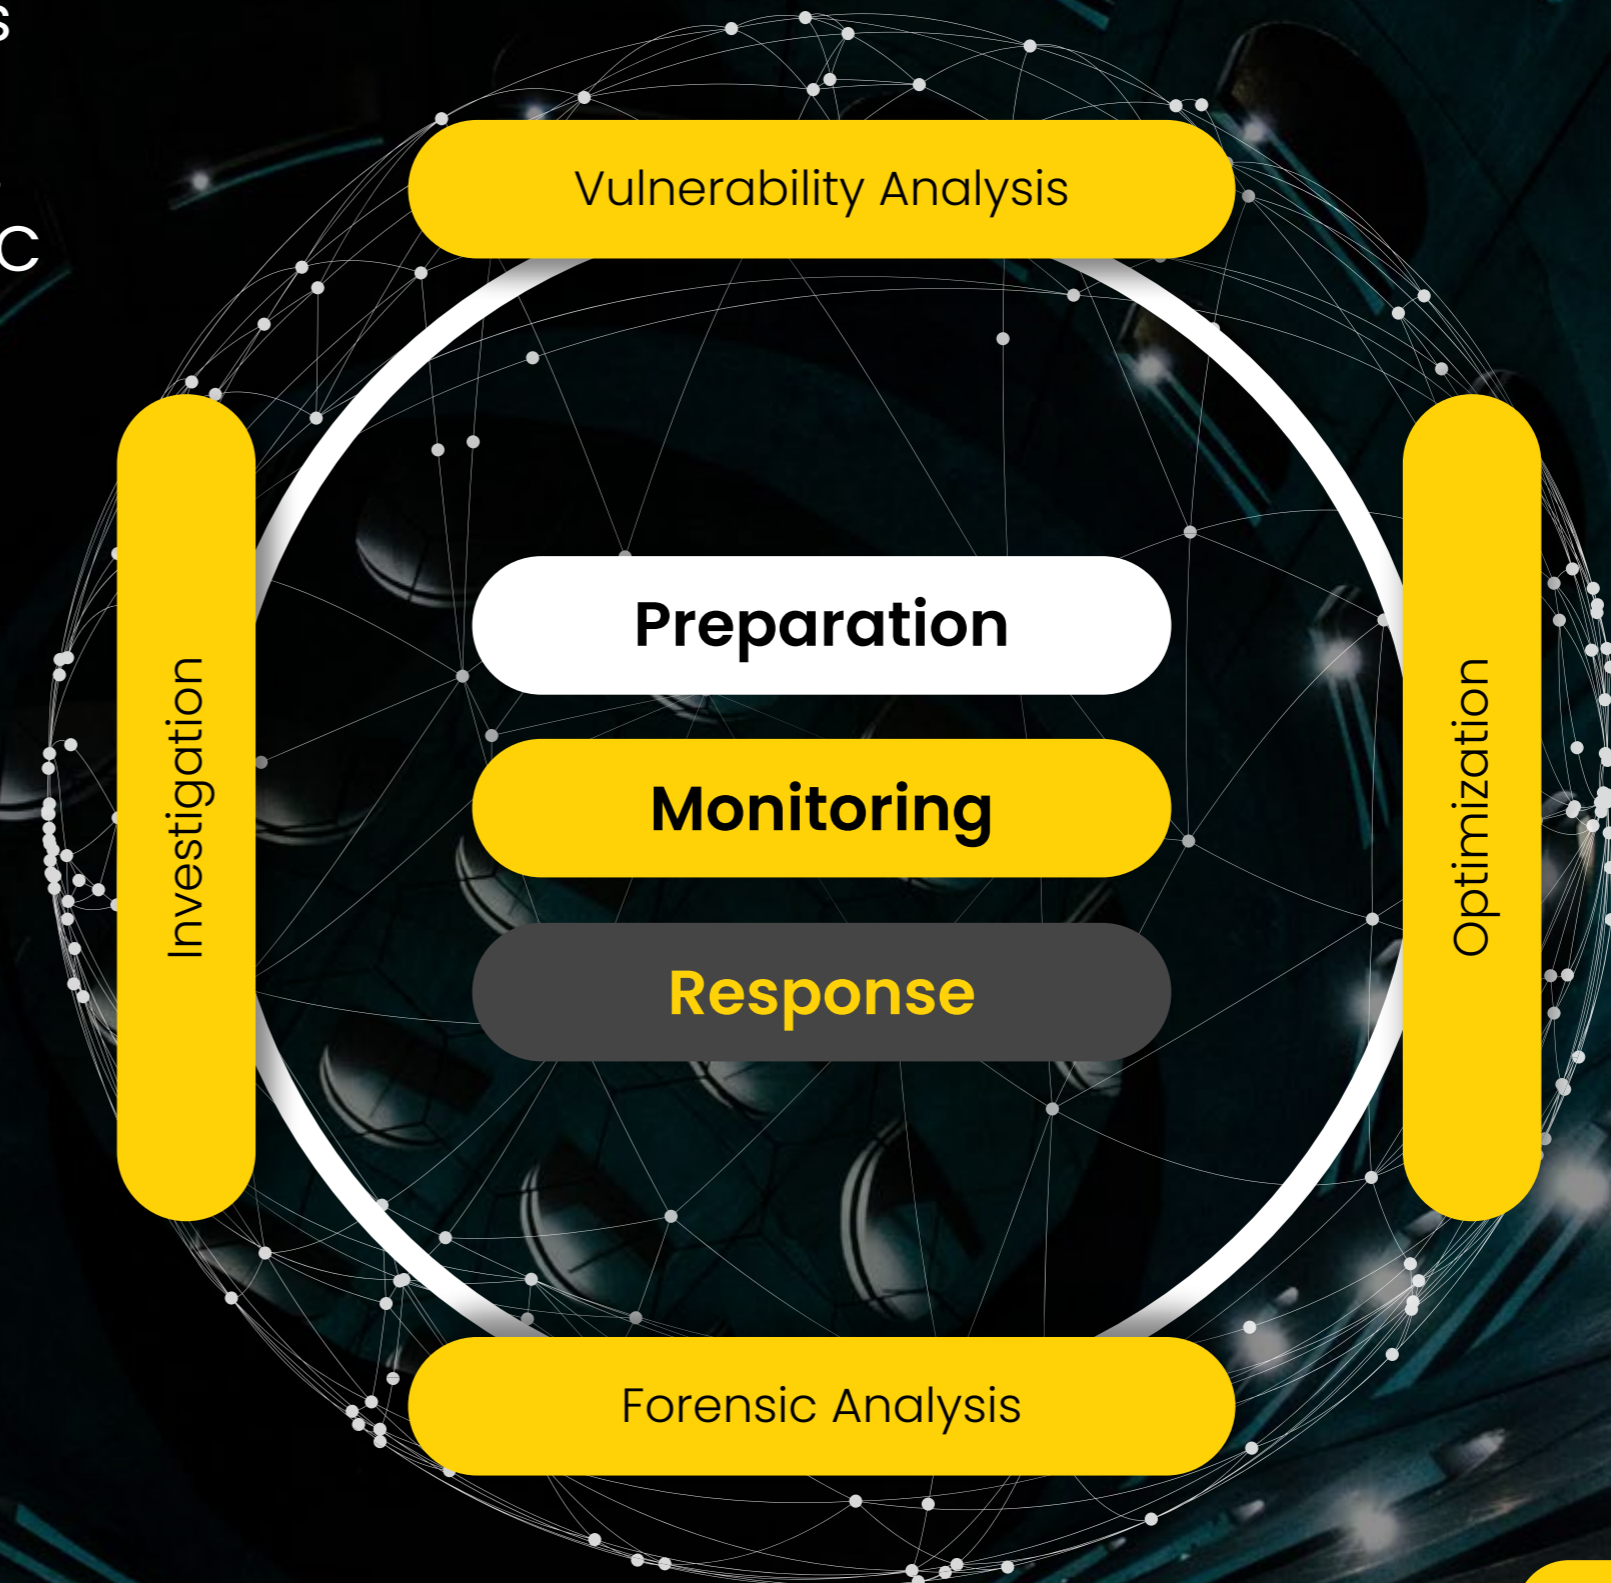 s
C
Vulnerability Analysis
Preparation
Monitoring
Response
Investigation
Optimization
Forensic Analysis